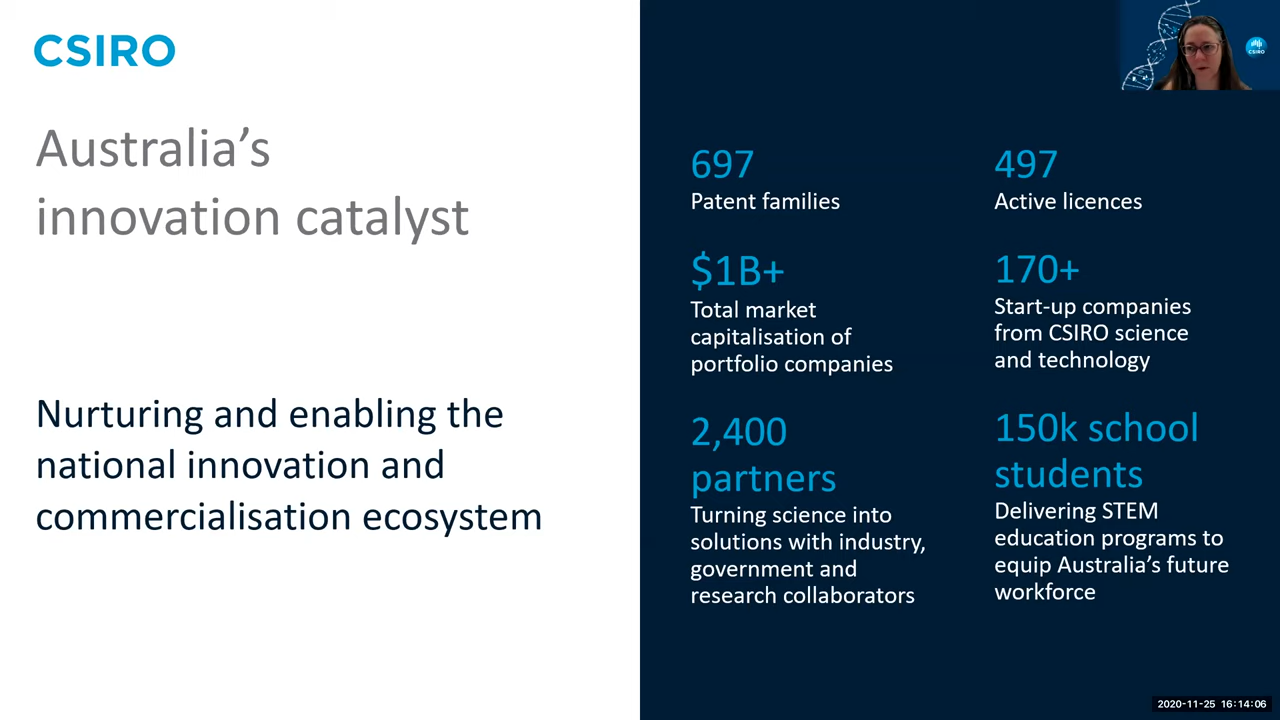 CSIRO
Australia's
innovation catalyst
Nurturing and enabling the
national innovation and
commercialisation ecosystem
697
Patent families
497
Active licences
$1B+
Total market
capitalisation of
portfolio companies
170+
Start-up companies
from CSIRO science
and technology
2,400
partners
Turning science into
solutions with industry,
government and
research collaborators
150k school
students
Delivering STEM
education programs to
equip Australia's future
workforce
CSIRO
2020-11-25 16:14:06